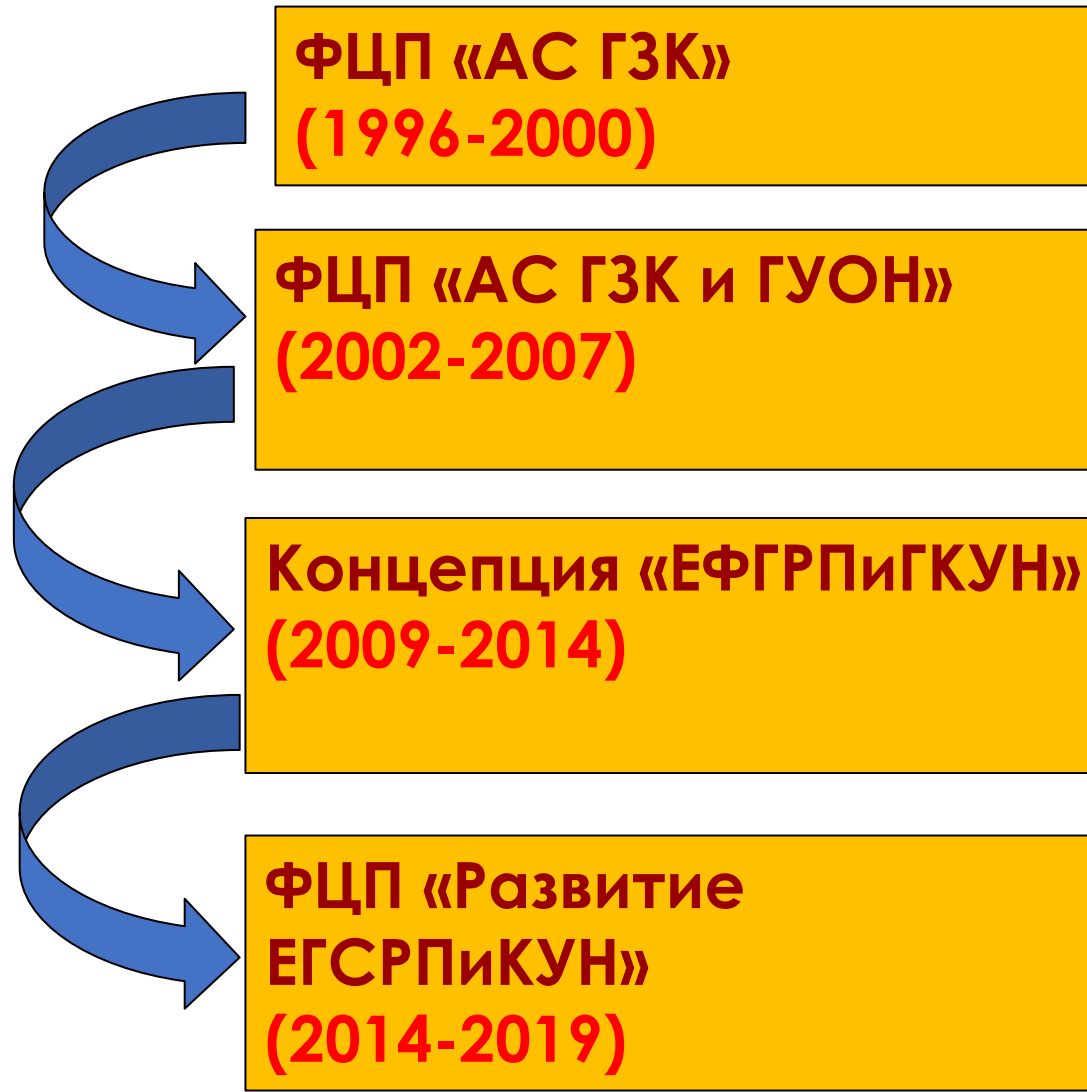 ФЦП «АС ГЗК»
(1996-2000)
ФЦП «АС ГЗК и ГУОН»
(2002-2007)
Концепция «ЕФГРПиГКУН»
(2009-2014)
ФЦП «Развитие
ЕГСРПиКУН»
(2014-2019)